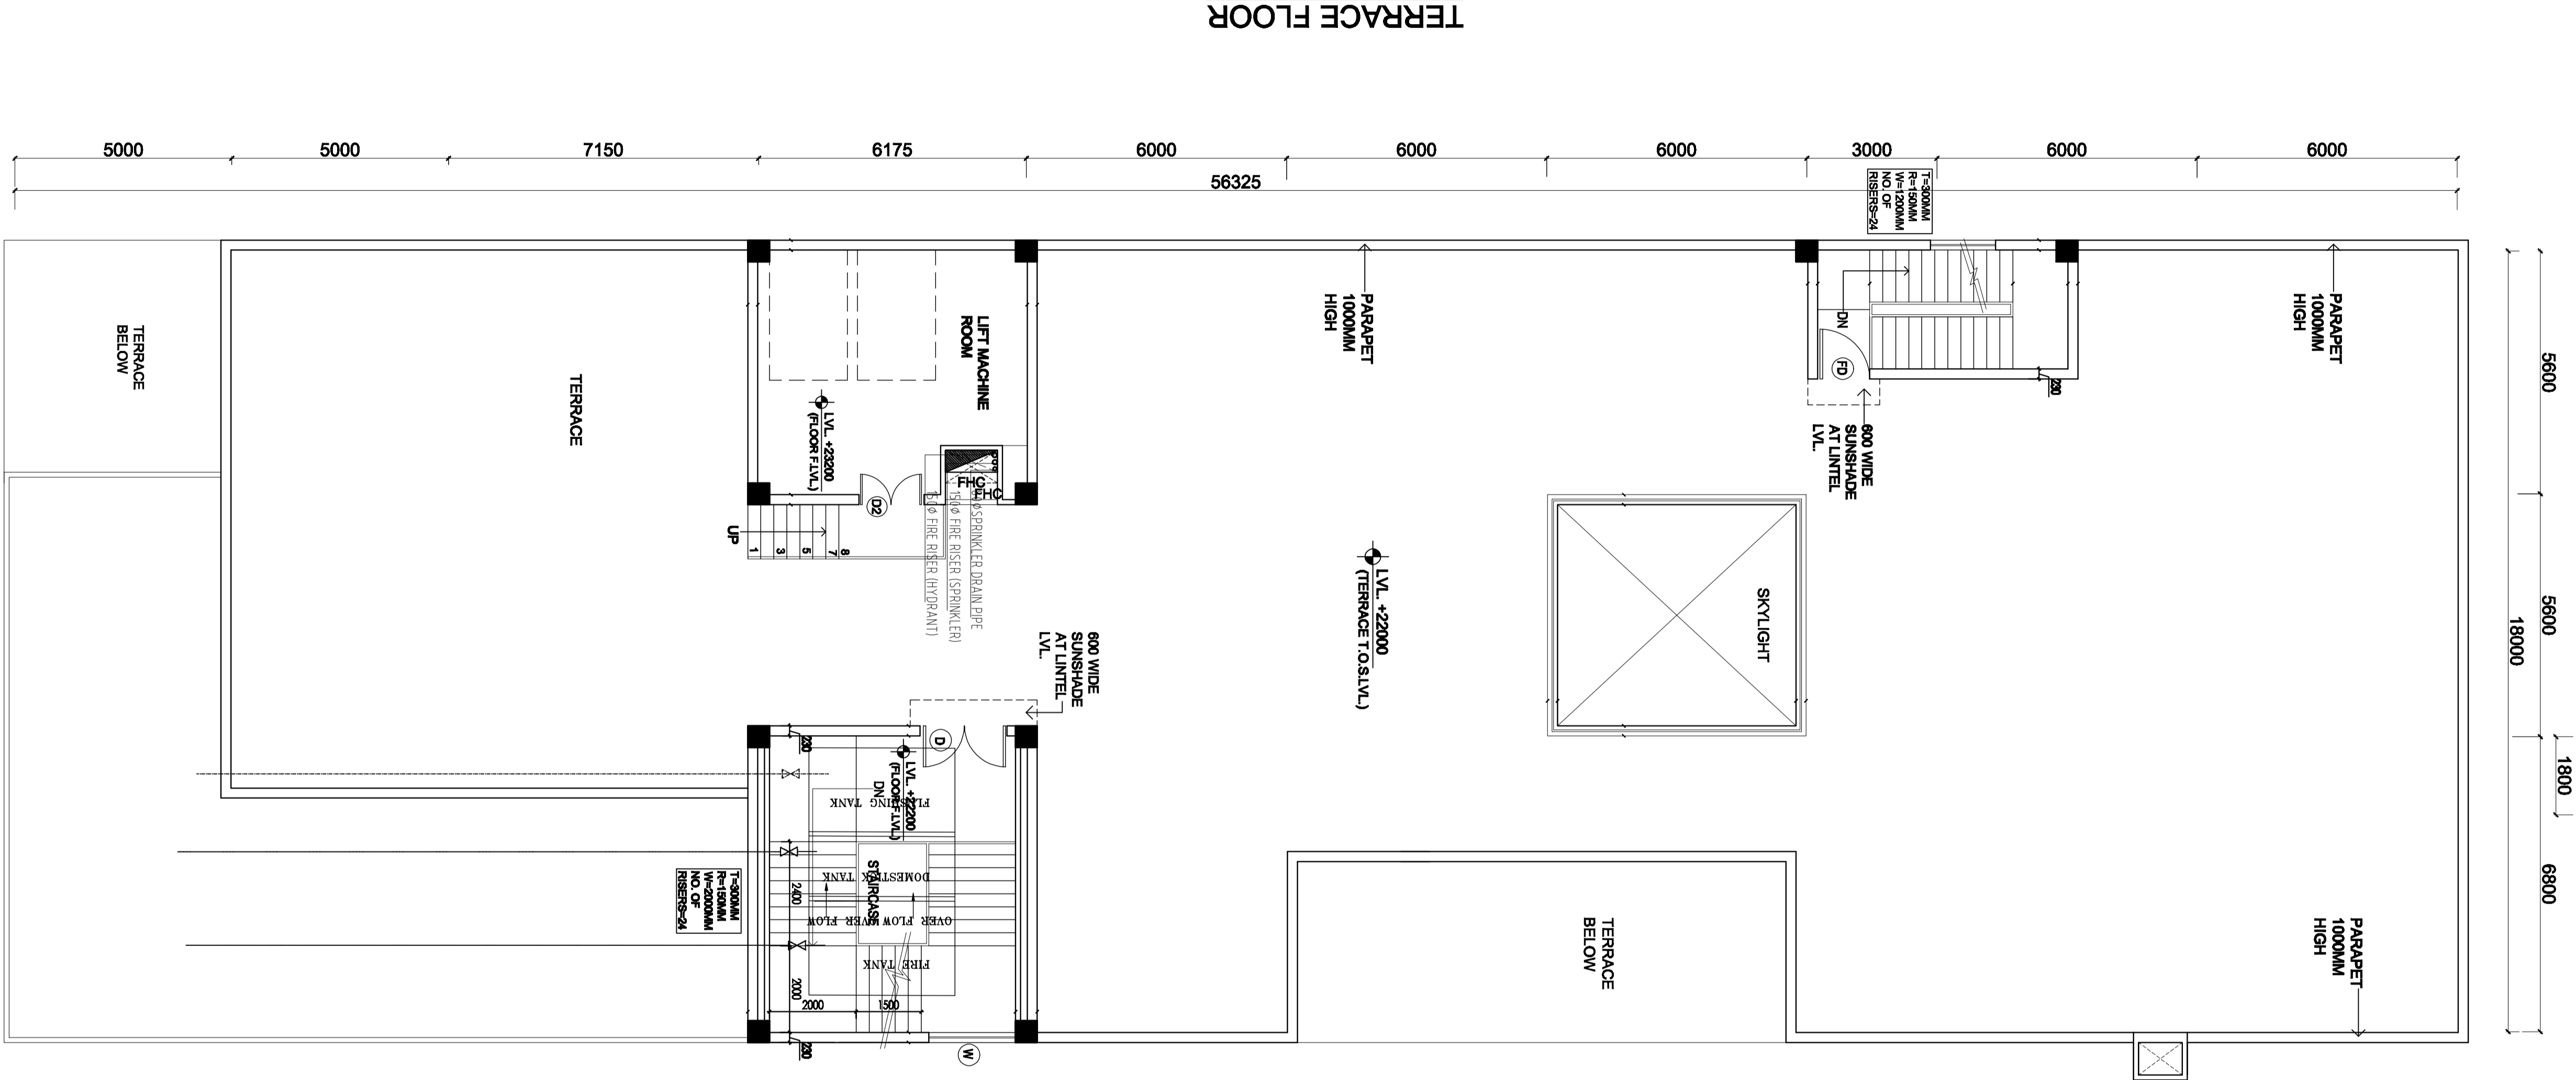 TERRACE FLOOR
5000
5000
7150
6175
6000
6000
6000
3000
6000
6000
56325
T=300MM
R=150MM
W=1200MM
NO. OF
RISERS=24
5600
5600
6800
18000
1800
TERRACE
BELOW
TERRACE
LIFT MACHINE
ROOM
LVL. +23200
(FLOOR F.LVL.)
FHC
FHC
D2
UP
1
3
5
7
8
SPRINKLER DRAIN PIPE
150Ø FIRE RISER (SPRINKLER)
150Ø FIRE RISER (HYDRANT)
PARAPET
1000MM
HIGH
DN
FD
230
600 WIDE
SUNSHADE
AT LINTEL
LVL.
PARAPET
1000MM
HIGH
LVL. +22000
(TERRACE T.O.S.LVL.)
SKYLIGHT
600 WIDE
SUNSHADE
AT LINTEL
LVL.
230
D
LVL. +22200
(FLOOR F.LVL.)
DN
FLUSHING TANK
STAIRCASE
DOMESTIC TANK
OVER FLOW
OVER FLOW
FIRE TANK
2400
2000
2000
1500
230
W
T=300MM
R=150MM
W=2000MM
NO. OF
RISERS=24
TERRACE
BELOW
PARAPET
1000MM
HIGH